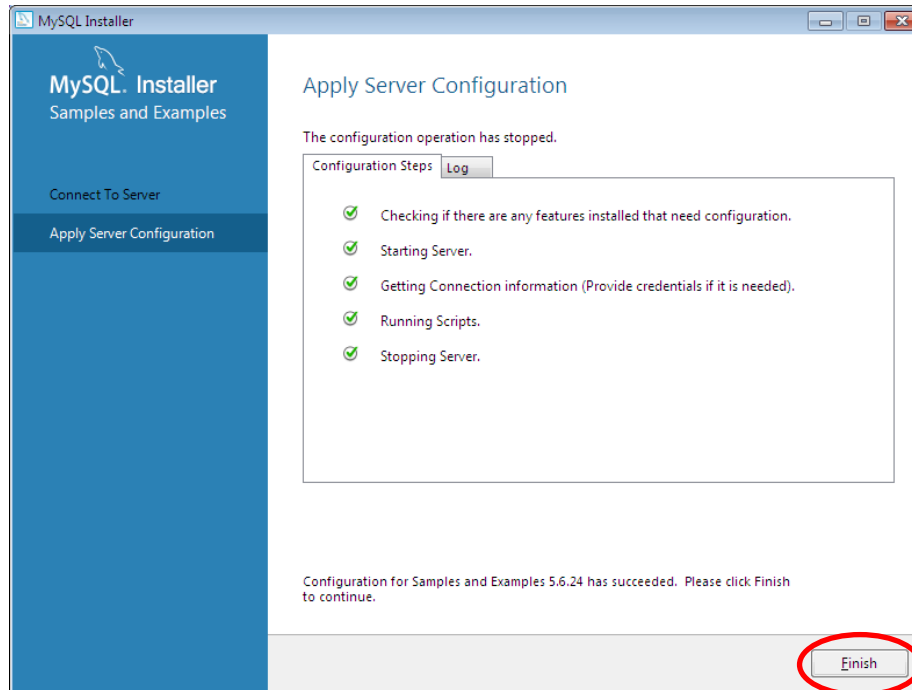 MySQL Installer
MySQL. Installer
Samples and Examples
Connect To Server
Apply Server Configuration
Apply Server Configuration
The configuration operation has stopped.
Configuration Steps
Log
Checking if there are any features installed that need configuration.
Starting Server.
Getting Connection information (Provide credentials if it is needed).
Running Scripts.
Stopping Server.
Configuration for Samples and Examples 5.6.24 has succeeded. Please click Finish
to continue.
Finish